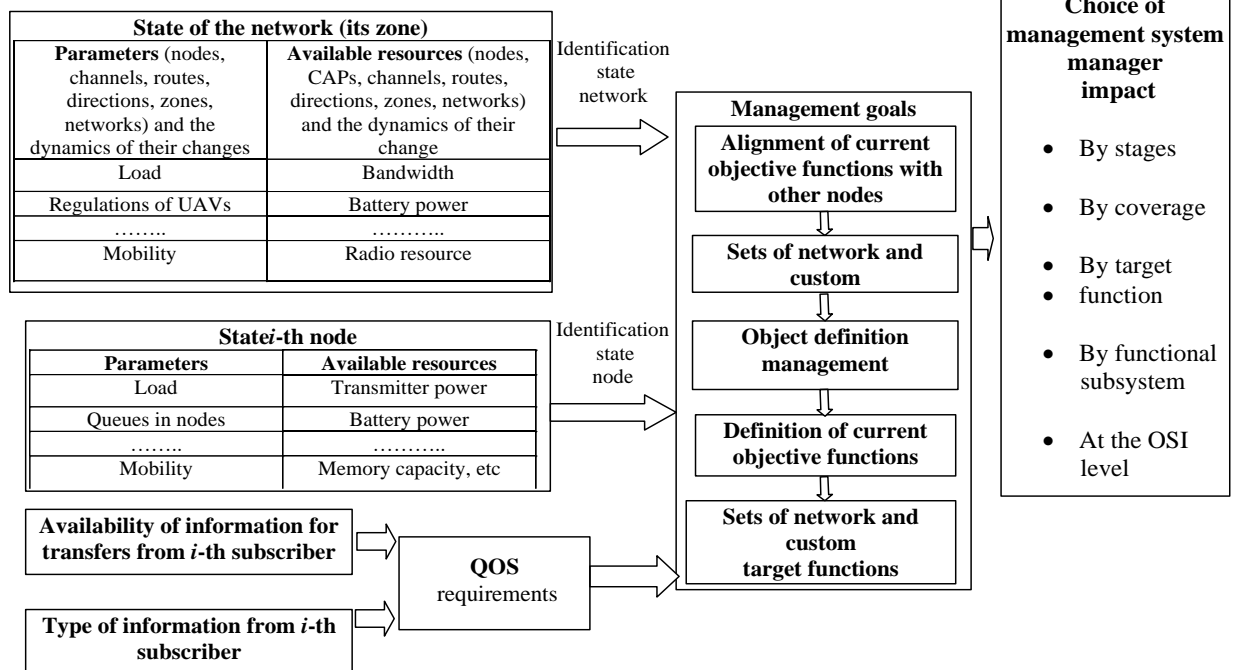 State of the network (its zone)
Parameters (nodes,
channels, routes,
directions, zones,
networks) and the
dynamics of their changes
Available resources (nodes,
CAPs, channels, routes,
directions, zones, networks)
and the dynamics of their
change
Load
Bandwidth
Regulations of UAVs
Battery power
……..
………..
Mobility
Radio resource
Identification
state
network
Statei-th node
Parameters
Available resources
Load
Transmitter power
Queues in nodes
Battery power
……..
………..
Mobility
Memory capacity, etc
Identification
state
node
Availability of information for
transfers from i-th subscriber
Type of information from i-th
subscriber
QOS
requirements
Management goals
Alignment of current
objective functions with
other nodes
Sets of network and
custom
Object definition
management
Definition of current
objective functions
Sets of network and
custom
target functions
Choice of
management system
manager
impact
• By stages
• By coverage
• By target
• function
• By functional
subsystem
• At the OSI
level